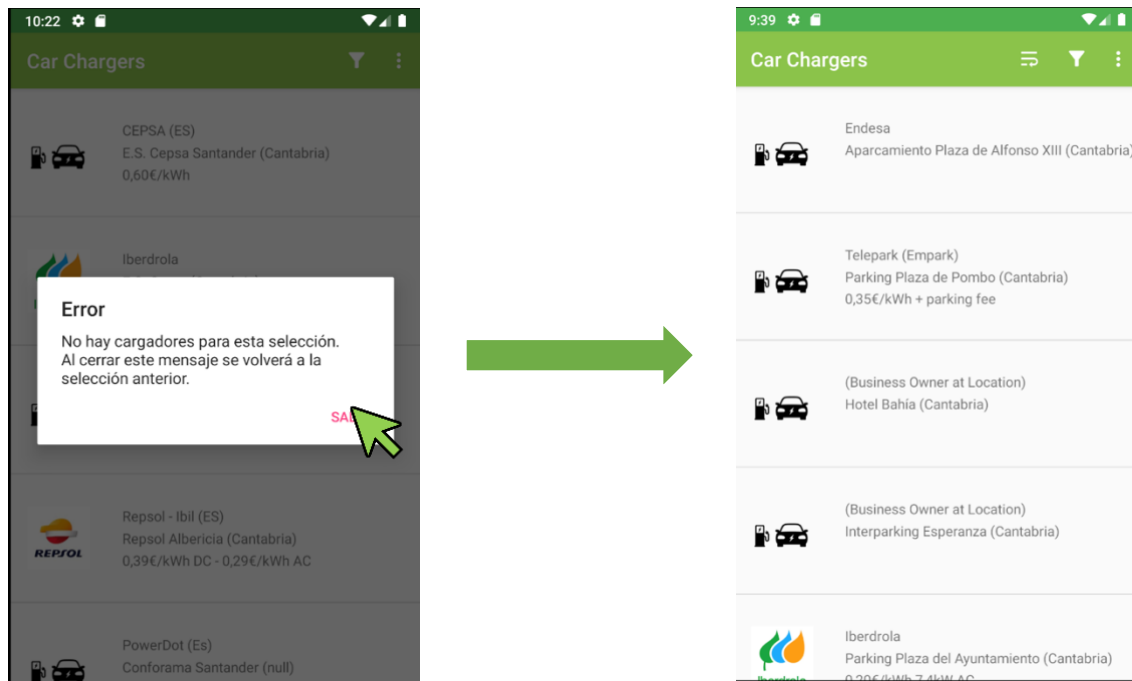 10:22
Car Chargers
CEPSA (ES)
E.S. Cepsa Santander (Cantabria)
0,60€/kWh
Iberdrola
Error
No hay cargadores para esta selección.
Al cerrar este mensaje se volverá a la
selección anterior.
REPSOL
Repsol - Ibil (ES)
Repsol Albericia (Cantabria)
0,39€/kWh DC - 0,29€/kWh AC
PowerDot (Es)
Conforama Santander (null)
9:39
Car Chargers
Endesa
Aparcamiento Plaza de Alfonso XIII (Cantabria)
Telepark (Empark)
Parking Plaza de Pombo (Cantabria)
0,35€/kWh + parking fee
(Business Owner at Location)
Hotel Bahía (Cantabria)
(Business Owner at Location)
Interparking Esperanza (Cantabria)
Iberdrola
Iberdrola
Parking Plaza del Ayuntamiento (Cantabria)